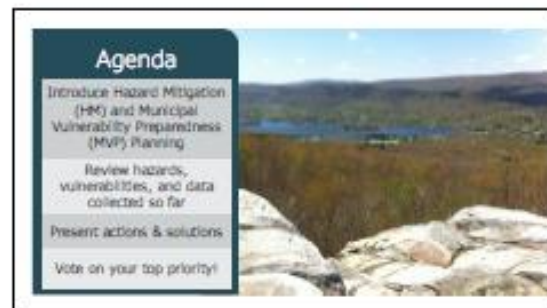 Agenda
Introduce Hazard Mitigation
(HM) and Municipal
Vulnerability Preparedness
(MVP) Planning
Review hazards,
vulnerabilities, and data
collected so far
Present actions & solutions
Vote on your top priority!